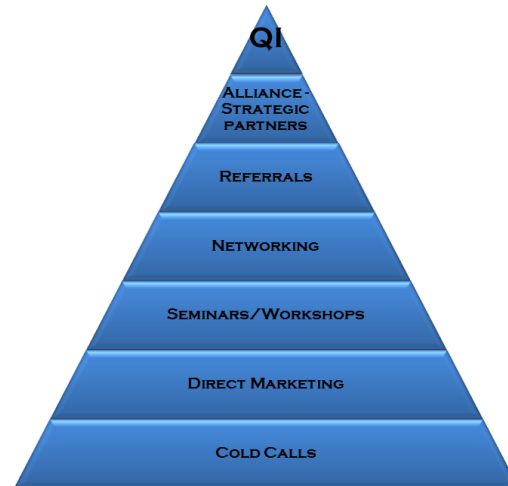 QI
Alliance -
Strategic
partners
Referrals
Networking
Seminars/Workshops
Direct Marketing
Cold Calls